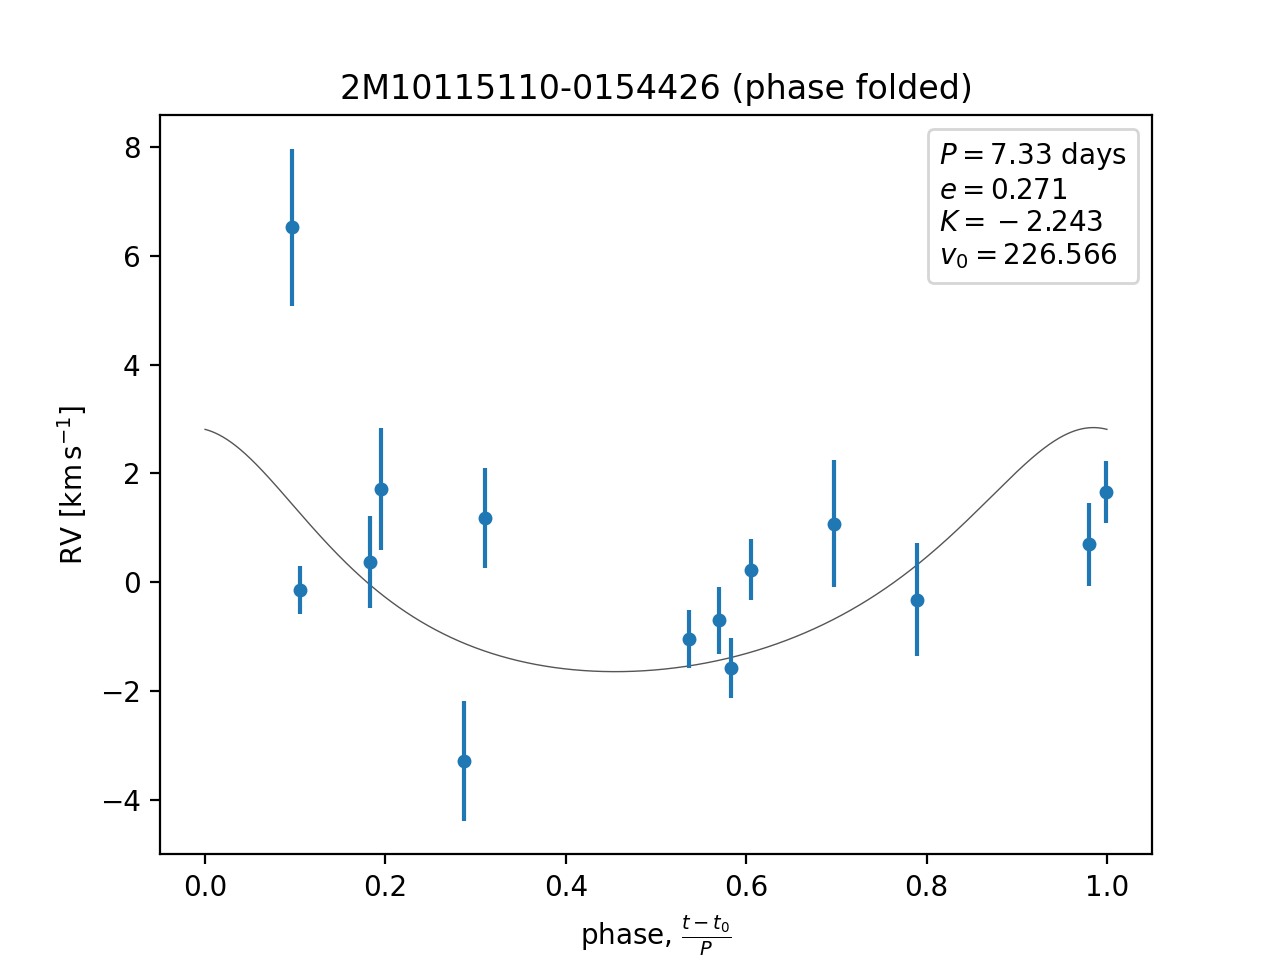 2M10115110-0154426 (phase folded)
P = 7.33 days
e = 0.271
K = −2.243
v₀ = 226.566
RV [km s⁻¹]
8
6
4
2
0
−2
−4
0.0 0.2 0.4 0.6 0.8 1.0
phase, (t − t₀)/P